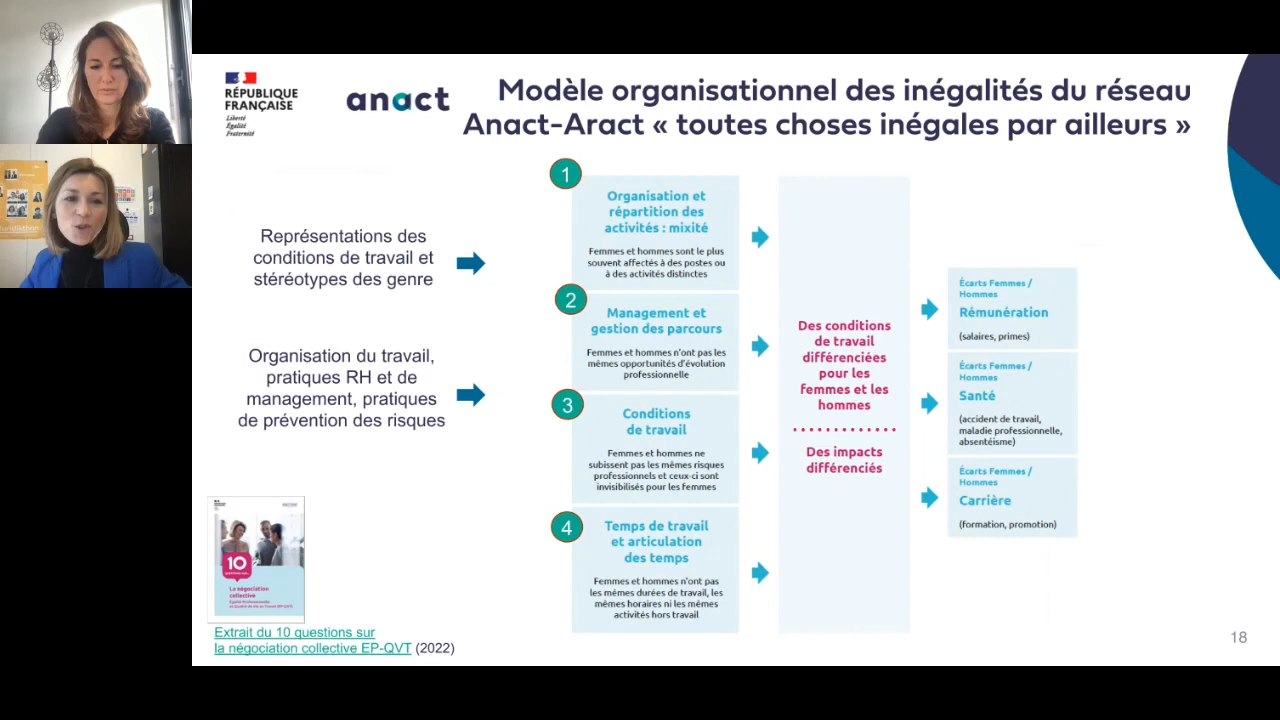 RÉPUBLIQUE
FRANÇAISE
Liberté
Égalité
Fraternité
anact
Modèle organisationnel des inégalités du réseau
Anact-Aract « toutes choses inégales par ailleurs »
Représentations des
conditions de travail et
stéréotypes des genre
Organisation du travail,
pratiques RH et de
management, pratiques
de prévention des risques
1
Organisation et
répartition des
activités : mixité
Femmes et hommes sont le plus
souvent affectés à des postes ou
à des activités distinctes
2
Management et
gestion des parcours
Femmes et hommes n'ont pas les
mêmes opportunités d'évolution
professionnelle
3
Conditions
de travail
Femmes et hommes ne
subissent pas les mêmes risques
professionnels et ceux-ci sont
invisibilisés pour les femmes
4
Temps de travail
et articulation
des temps
Femmes et hommes n'ont pas
les mêmes durées de travail, les
mêmes horaires ni les mêmes
activités hors travail
Des conditions
de travail
différenciées
pour les
femmes et les
hommes
Des impacts
différenciés
Écarts Femmes /
Hommes
Rémunération
(salaires, primes)
Écarts Femmes /
Hommes
Santé
(accident de travail,
maladie professionnelle,
absentéisme)
Écarts Femmes /
Hommes
Carrière
(formation, promotion)
10
La négociation
collective
Extrait du 10 questions sur
la négociation collective EP-QVT (2022)
18